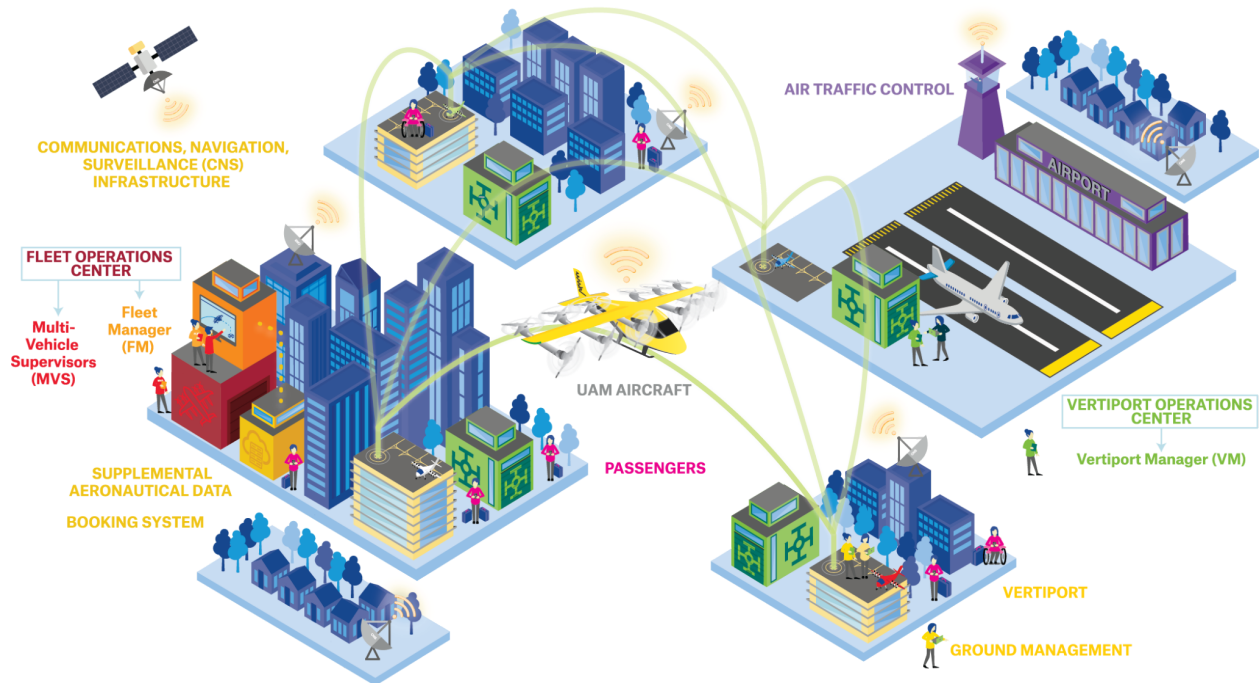 COMMUNICATIONS, NAVIGATION,
SURVEILLANCE (CNS)
INFRASTRUCTURE
AIR TRAFFIC CONTROL
AIRPORT
FLEET OPERATIONS
CENTER
Multi-
Vehicle
Supervisors
(MVS)
Fleet
Manager
(FM)
UAM AIRCRAFT
VERTIPORT OPERATIONS
CENTER
Vertiport Manager (VM)
SUPPLEMENTAL
AERONAUTICAL DATA
BOOKING SYSTEM
PASSENGERS
VERTIPORT
GROUND MANAGEMENT